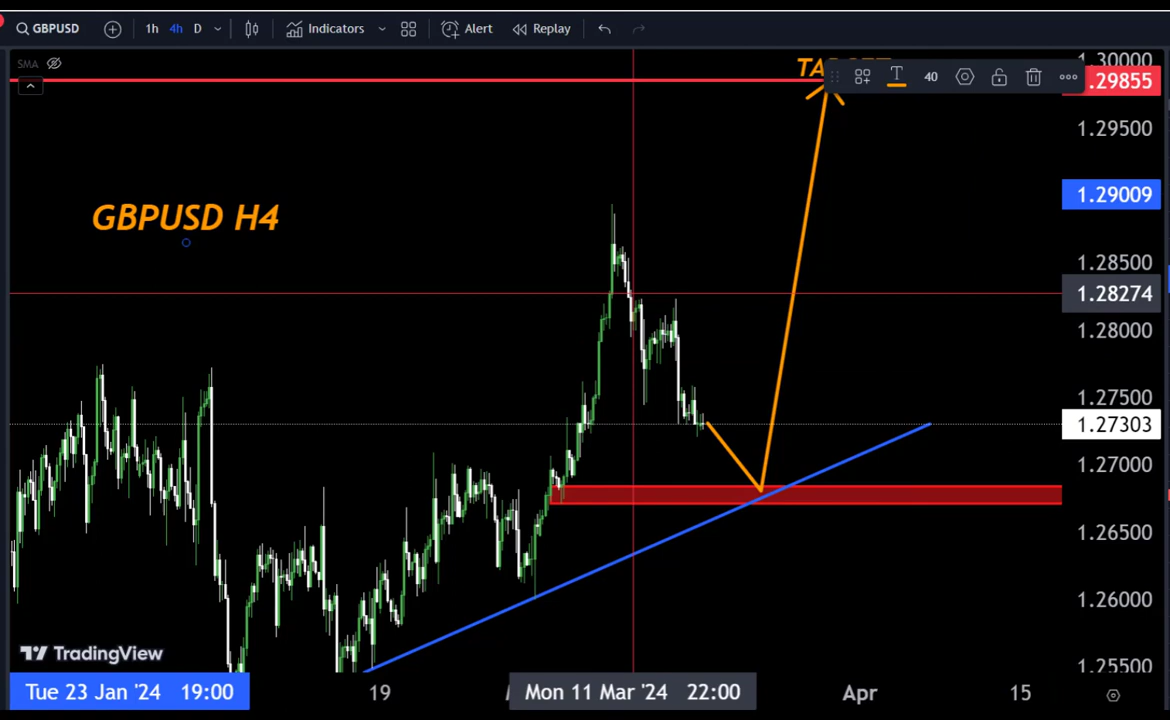 GBPUSD
1h 4h D
Indicators
Alert
Replay
SMA
40
1.30000
1.29855
1.29500
GBPUSD H4
1.29009
1.28500
1.28274
1.28000
1.27500
1.27303
1.27000
1.26500
1.26000
TradingView
1.25500
Tue 23 Jan '24 19:00
19
Mon 11 Mar '24 22:00
Apr
15